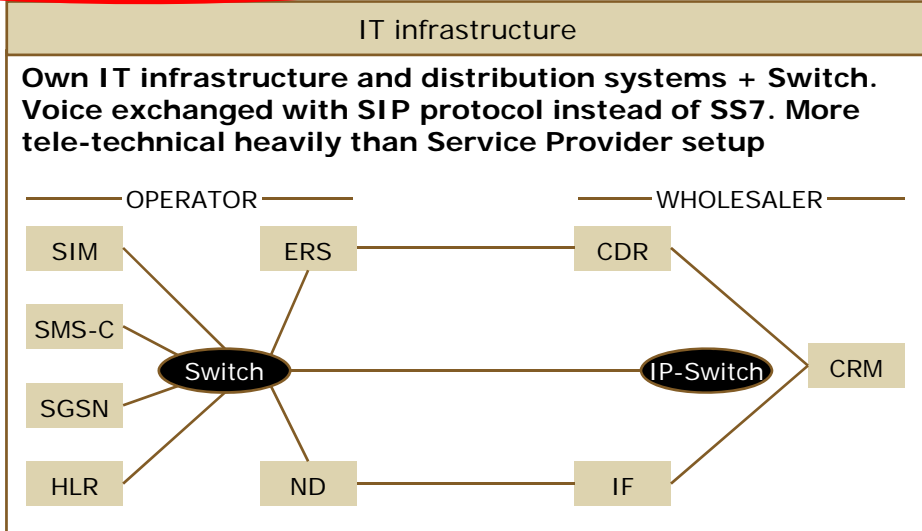 IT infrastructure
Own IT infrastructure and distribution systems + Switch.
Voice exchanged with SIP protocol instead of SS7. More
tele-technical heavily than Service Provider setup
OPERATOR WHOLESALER
SIM ERS CDR
SMS-C
Switch IP-Switch CRM
SGSN
HLR ND IF